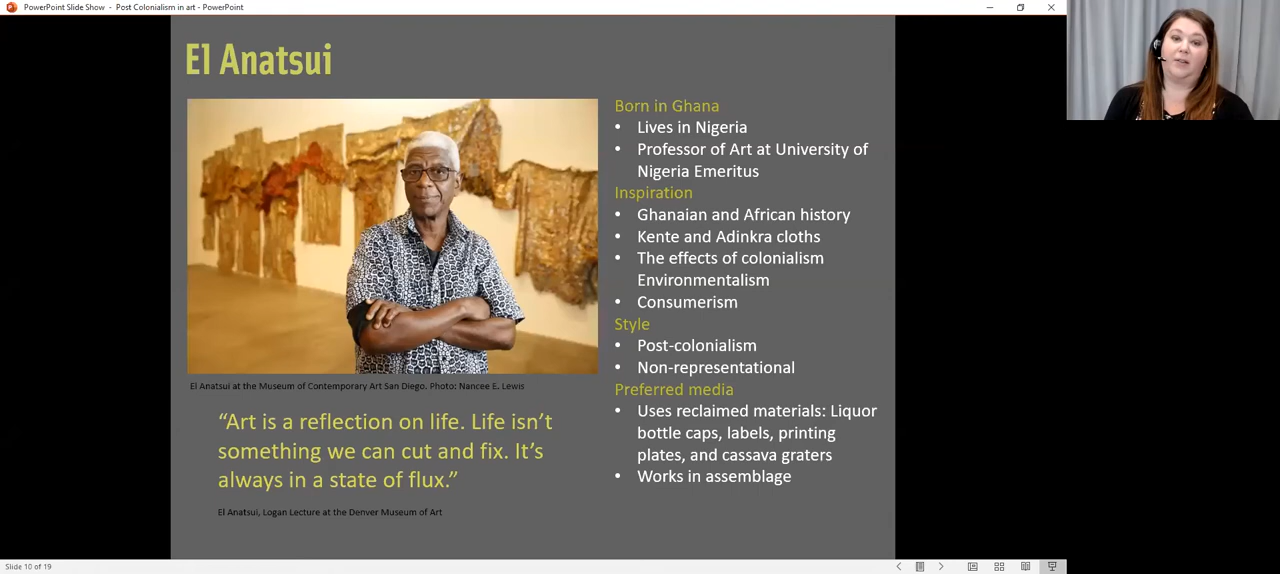 PowerPoint Slide Show - Post Colonialism in art - PowerPoint
El Anatsui
El Anatsui at the Museum of Contemporary Art San Diego. Photo: Nancee E. Lewis
“Art is a reflection on life. Life isn’t
something we can cut and fix. It’s
always in a state of flux.”
El Anatsui, Logan Lecture at the Denver Museum of Art
Born in Ghana
• Lives in Nigeria
• Professor of Art at University of
Nigeria Emeritus
Inspiration
• Ghanaian and African history
• Kente and Adinkra cloths
• The effects of colonialism
Environmentalism
• Consumerism
Style
• Post-colonialism
• Non-representational
Preferred media
• Uses reclaimed materials: Liquor
bottle caps, labels, printing
plates, and cassava graters
• Works in assemblage
Slide 10 of 19